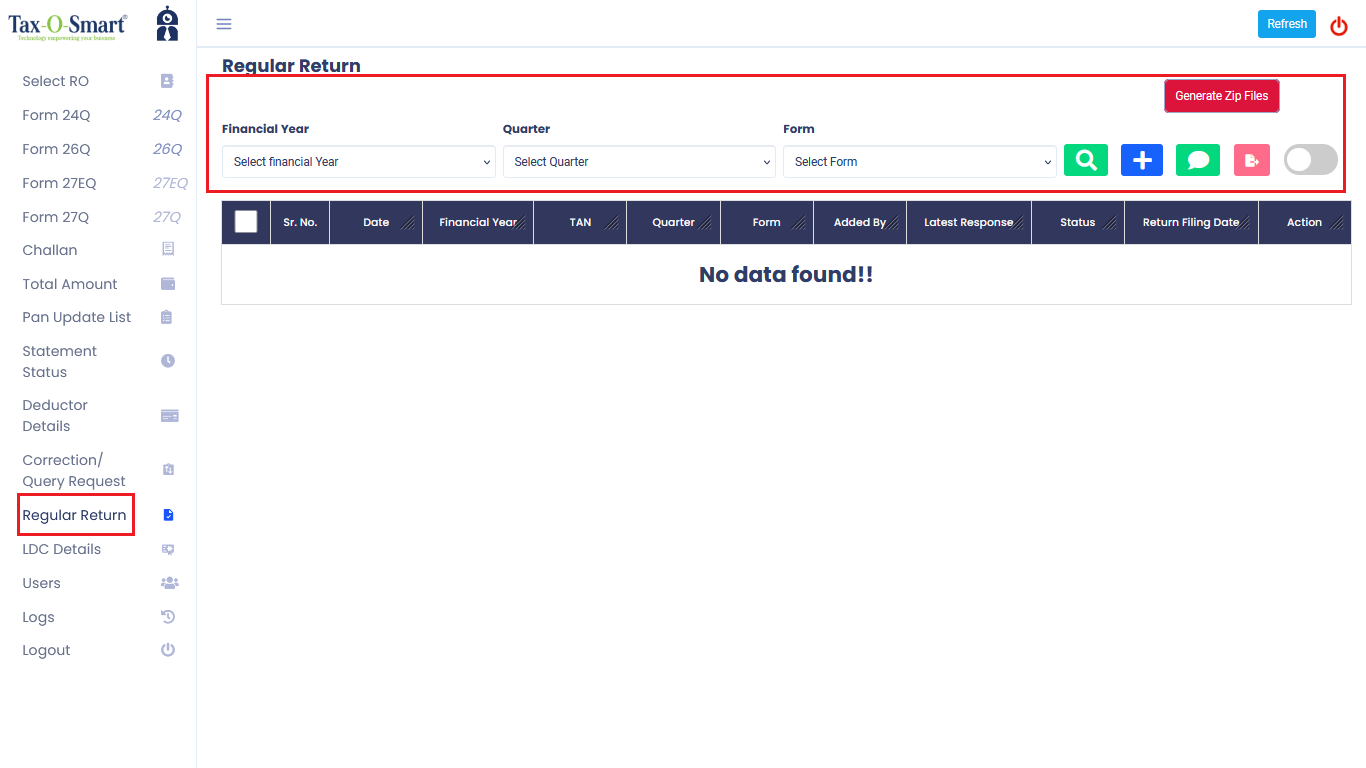 Tax-O-Smart®
Technology empowering your business
Refresh
Select RO
Form 24Q 24Q
Form 26Q 26Q
Form 27EQ 27EQ
Form 27Q 27Q
Challan
Total Amount
Pan Update List
Statement
Status
Deductor
Details
Correction/
Query Request
Regular Return
LDC Details
Users
Logs
Logout
Regular Return
Generate Zip Files
Financial Year Quarter Form
Select financial Year Select Quarter Select Form
Sr. No. Date Financial Year TAN Quarter Form Added By Latest Response Status Return Filing Date Action
No data found!!